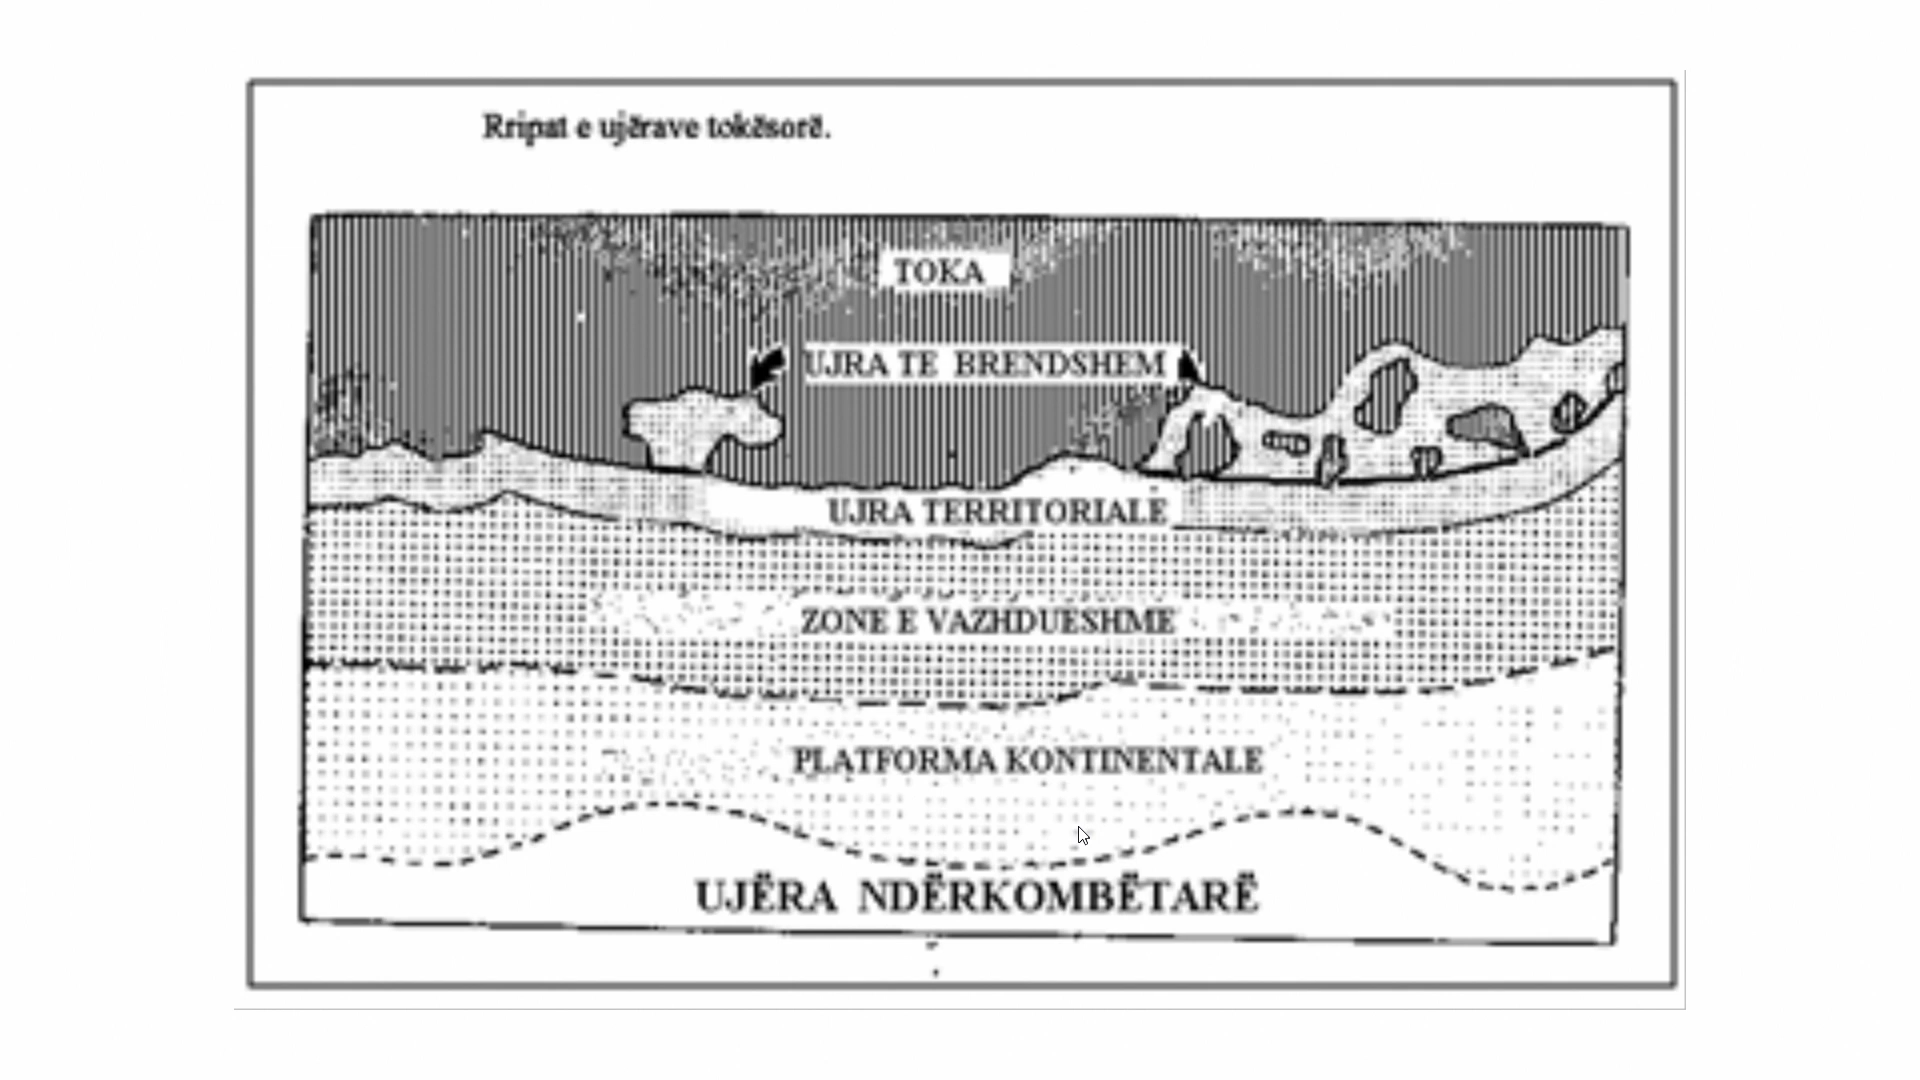 Rripat e ujërave tokësorë.
TOKA
UJRA TE BRENDSHEM
UJRA TERRITORIALE
ZONE E VAZHDUESHME
PLATFORMA KONTINENTALE
UJËRA NDËRKOMBËTARË